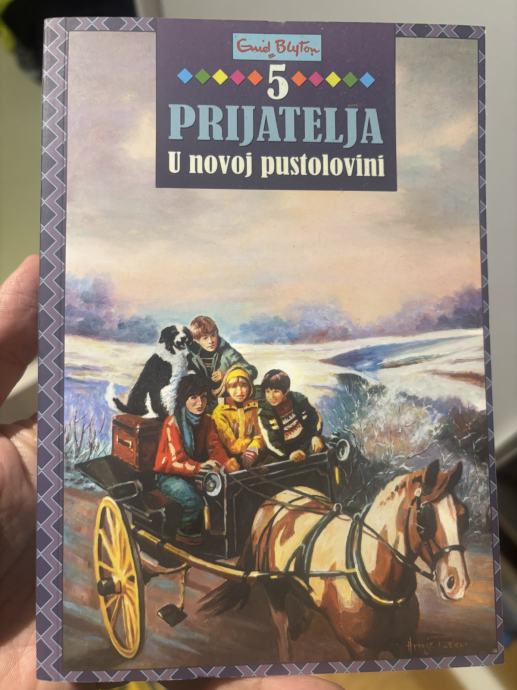 Enid Blyton
5
PRIJATELJA
U novoj pustolovini